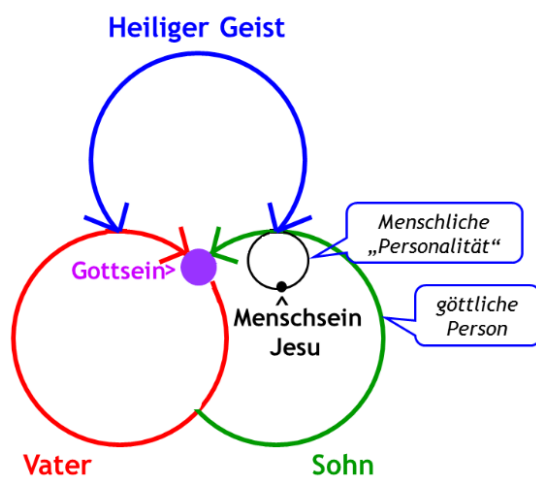 Heiliger Geist
Menschliche
„Personalität“
Gottsein>
göttliche
Person
^
Menschsein
Jesu
Vater
Sohn